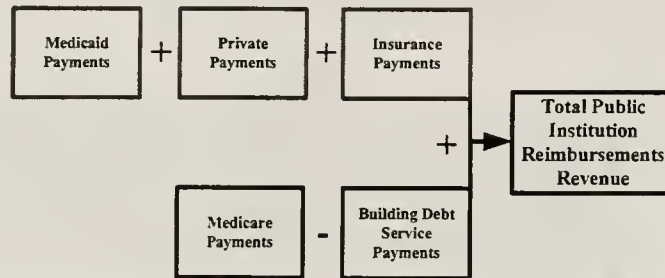 Medicaid
Payments
+
Private
Payments
+
Insurance
Payments
+
Total Public
Institution
Reimbursements
Revenue
Medicare
Payments
-
Building Debt
Service
Payments